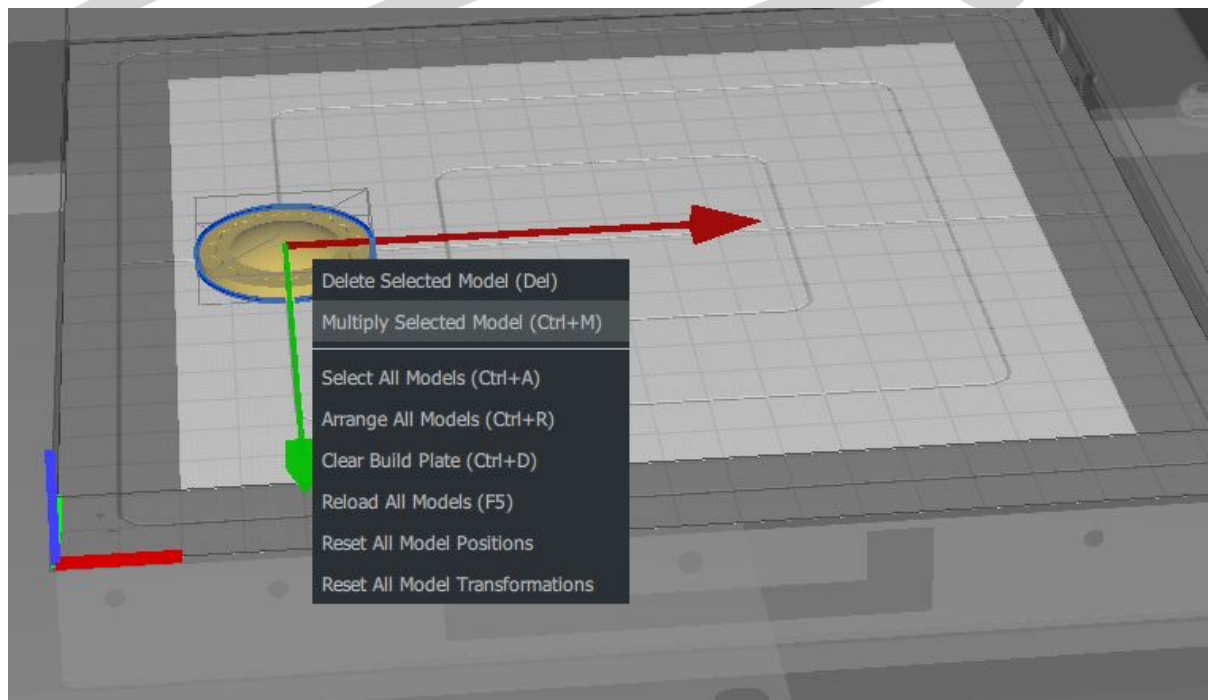 Delete Selected Model (Del)
Multiply Selected Model (Ctrl+M)
Select All Models (Ctrl+A)
Arrange All Models (Ctrl+R)
Clear Build Plate (Ctrl+D)
Reload All Models (F5)
Reset All Model Positions
Reset All Model Transformations